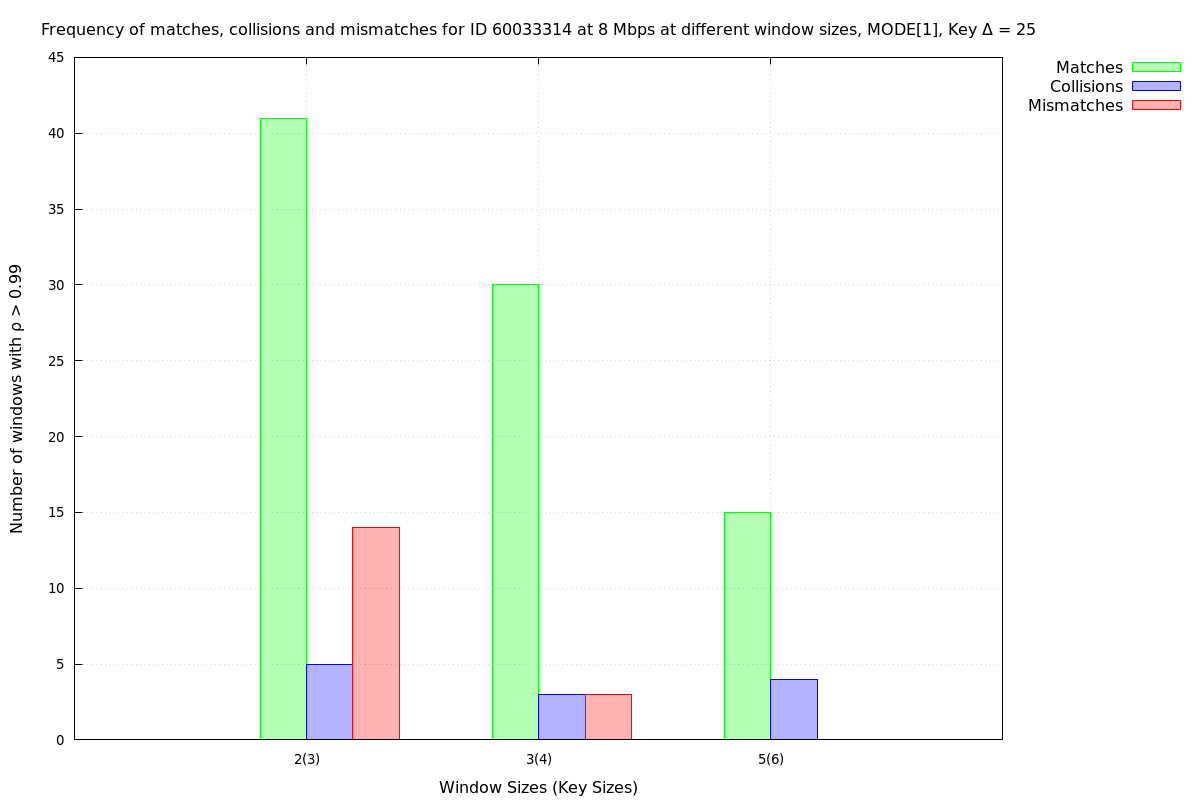 Frequency of matches, collisions and mismatches for ID 60033314 at 8 Mbps at different window sizes, MODE[1], Key Δ = 25
Matches
Collisions
Mismatches
Number of windows with ρ > 0.99
45
40
35
30
25
20
15
10
5
0
2(3)
3(4)
5(6)
Window Sizes (Key Sizes)